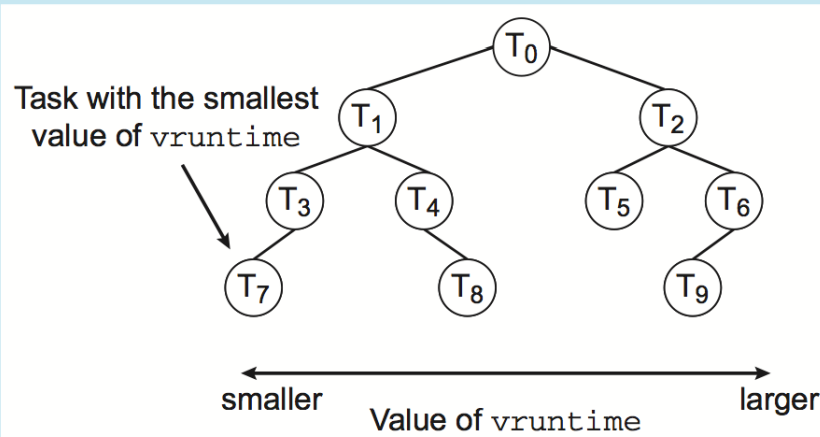 T0
Task with the smallest
value of vruntime
T1
T2
T3
T4
T5
T6
T7
T8
T9
smaller
larger
Value of vruntime